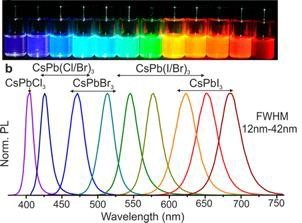 b
CsPb(Cl/Br)₃
CsPb(I/Br)₃
CsPbCl₃
CsPbBr₃
CsPbI₃
Norm. PL
FWHM
12nm-42nm
400 450 500 550 600 650 700 750
Wavelength (nm)